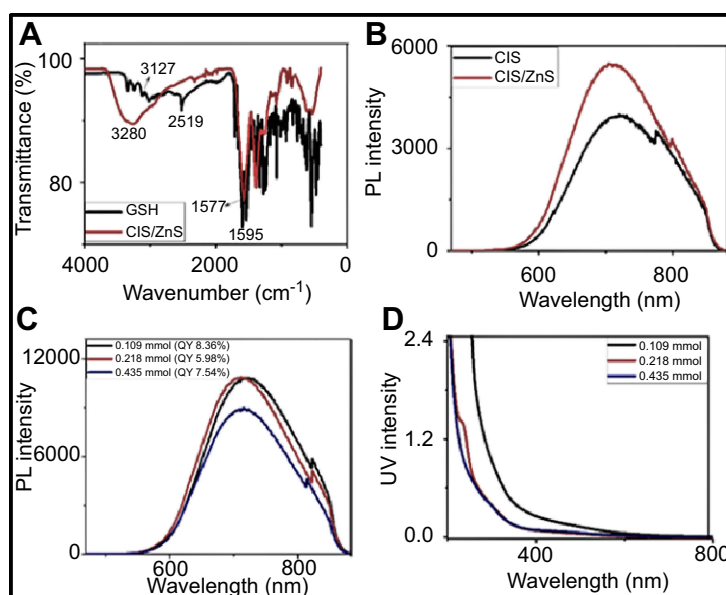 A
Transmittance (%)
100
80
3127
3280
2519
1577
1595
GSH
CIS/ZnS
4000
2000
0
Wavenumber (cm⁻¹)
B
PL intensity
6000
3000
0
CIS
CIS/ZnS
600
800
Wavelength (nm)
C
PL intensity
12000
6000
0
0.109 mmol (QY 8.36%)
0.218 mmol (QY 5.98%)
0.435 mmol (QY 7.54%)
600
800
Wavelength (nm)
D
UV intensity
2.4
1.2
0.0
0.109 mmol
0.218 mmol
0.435 mmol
400
800
Wavelength (nm)